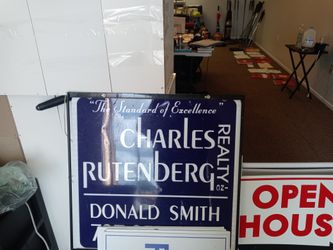 "The Standard of Excellence"
CHARLES
RUTENBERG
REALTY
DONALD SMITH
OPEN
HOUS